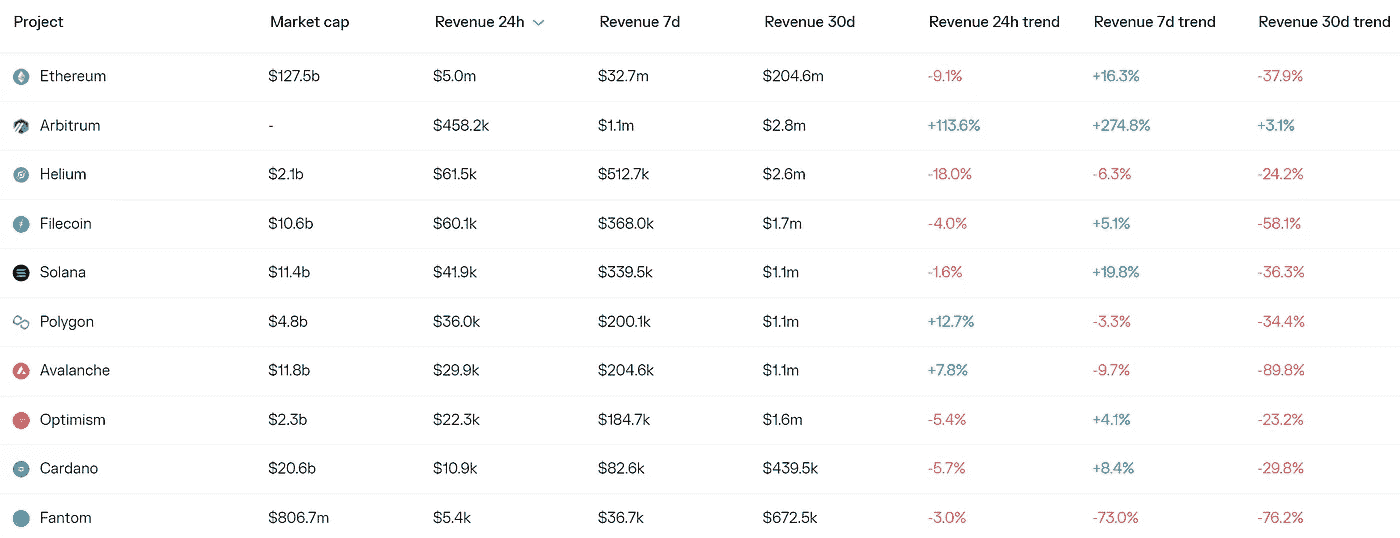 Project Market cap Revenue 24h Revenue 7d Revenue 30d Revenue 24h trend Revenue 7d trend Revenue 30d trend
Ethereum $127.5b $5.0m $32.7m $204.6m -9.1% +16.3% -37.9%
Arbitrum - $458.2k $1.1m $2.8m +113.6% +274.8% +3.1%
Helium $2.1b $61.5k $512.7k $2.6m -18.0% -6.3% -24.2%
Filecoin $10.6b $60.1k $368.0k $1.7m -4.0% +5.1% -58.1%
Solana $11.4b $41.9k $339.5k $1.1m -1.6% +19.8% -36.3%
Polygon $4.8b $36.0k $200.1k $1.1m +12.7% -3.3% -34.4%
Avalanche $11.8b $29.9k $204.6k $1.1m +7.8% -9.7% -89.8%
Optimism $2.3b $22.3k $184.7k $1.6m -5.4% +4.1% -23.2%
Cardano $20.6b $10.9k $82.6k $439.5k -5.7% +8.4% -29.8%
Fantom $806.7m $5.4k $36.7k $672.5k -3.0% -73.0% -76.2%